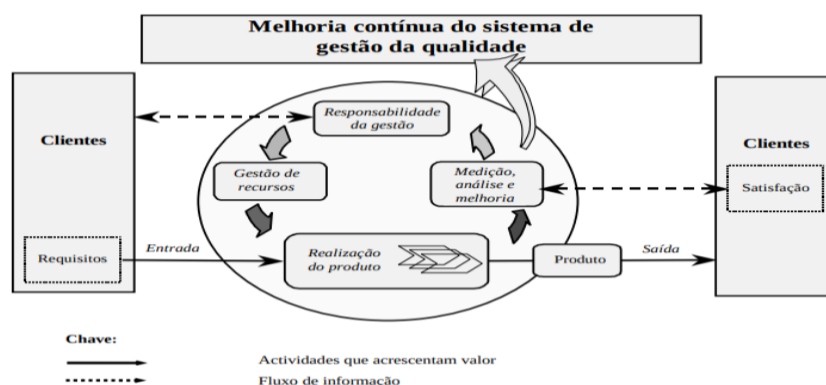 Melhoria contínua do sistema de
gestão da qualidade
Clientes
Responsabilidade
da gestão
Clientes
Gestão de
recursos
Medição,
análise e
melhoria
Satisfação
Requisitos
Entrada
Realização
do produto
Produto
Saída
Chave:
Actividades que acrescentam valor
Fluxo de informação